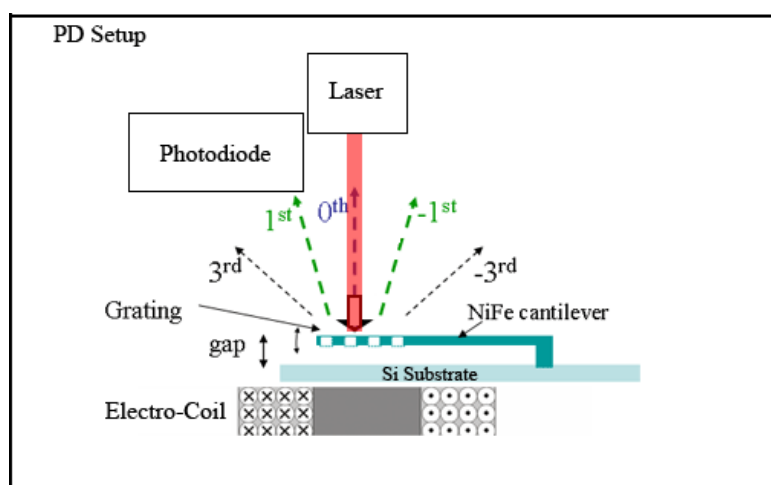 PD Setup
Laser
Photodiode
1st
0th
-1st
3rd
-3rd
Grating
NiFe cantilever
gap
Si Substrate
Electro-Coil